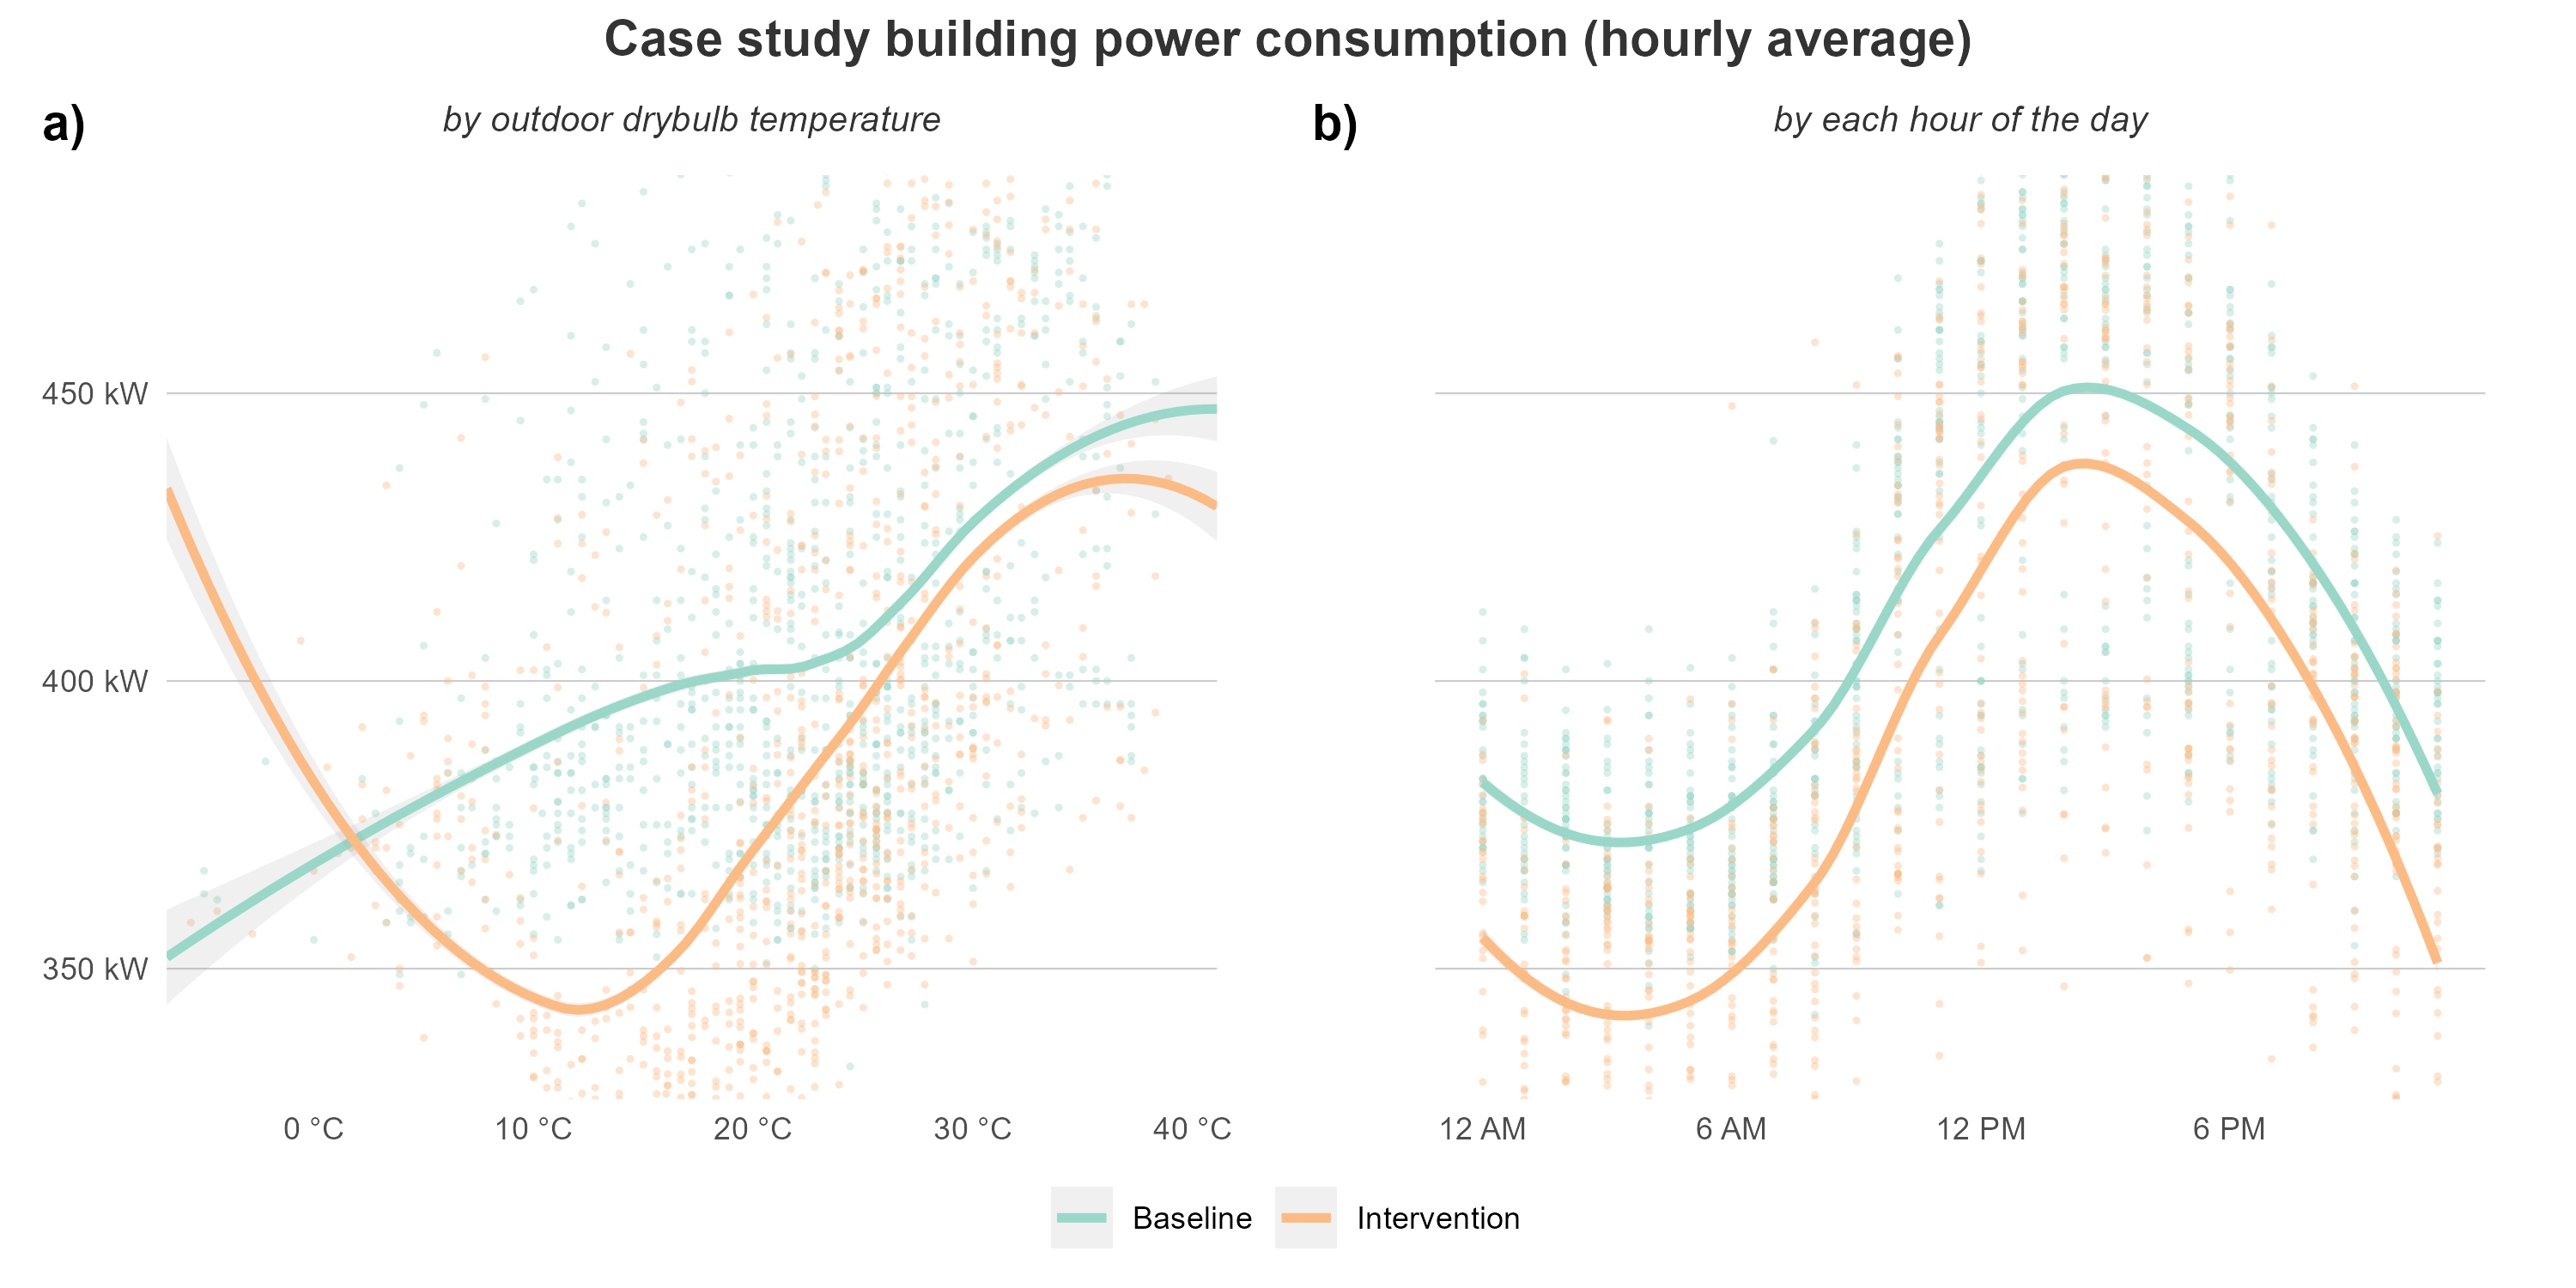 Case study building power consumption (hourly average)
a)
by outdoor drybulb temperature
450 kW
400 kW
350 kW
0 °C
10 °C
20 °C
30 °C
40 °C
b)
by each hour of the day
12 AM
6 AM
12 PM
6 PM
Baseline
Intervention